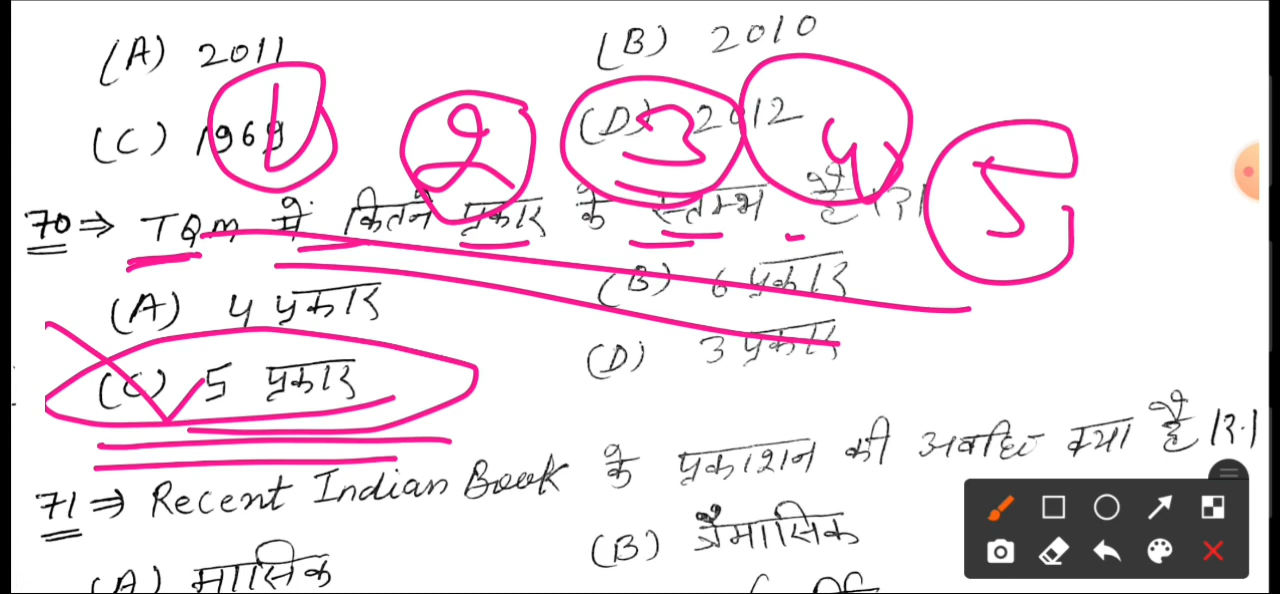 (A) 2011 (B) 2010
(C) 1969 (D) 2012
1 2 3 4 5
70⇒ TQM में कितने प्रकार के स्तम्भ है।?।
(A) 4 प्रकार (B) 6 प्रकार
(C) 5 प्रकार (D) 3 प्रकार
71⇒ Recent Indian Book के प्रकाशन की अवधि क्या है।?।
(A) मासिक (B) त्रैमासिक